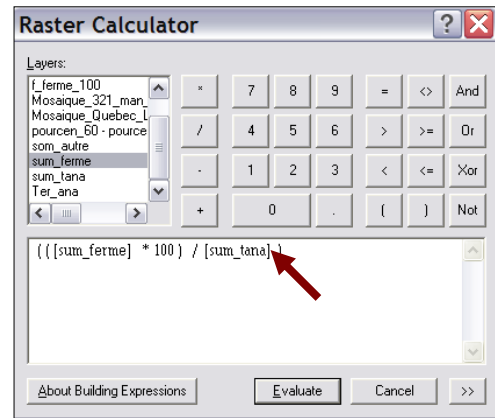 Raster Calculator ? X
Layers:
f_ferme_100
Mosaique_321_man_
Mosaique_Quebec_L
pourcen_60 - pource
som_autre
sum_ferme
sum_tana
Ter_ana
* 7 8 9 = <> And
/ 4 5 6 > >= Or
- 1 2 3 < <= Xor
+ 0 . ( ) Not
(([sum_ferme] * 100) / [sum_tana])
About Building Expressions Evaluate Cancel >>